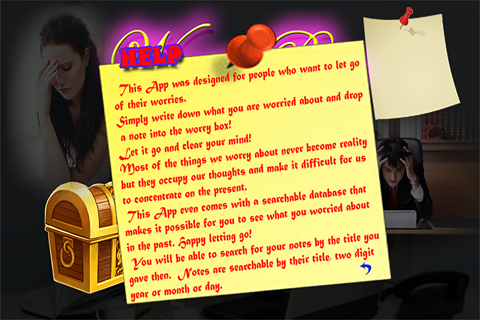 HELP
This App was designed for people who want to let go
of their worries.
Simply write down what you are worried about and drop
a note into the worry box!
Let it go and clear your mind!
Most of the things we worry about never become reality
but they occupy our thoughts and make it difficult for us
to concentrate on the present.
This App even comes with a searchable database that
makes it possible for you to see what you worried about
in the past. Happy letting go!
You will be able to search for your notes by the title you
gave then. Notes are searchable by their title, two digit
year or month or day.